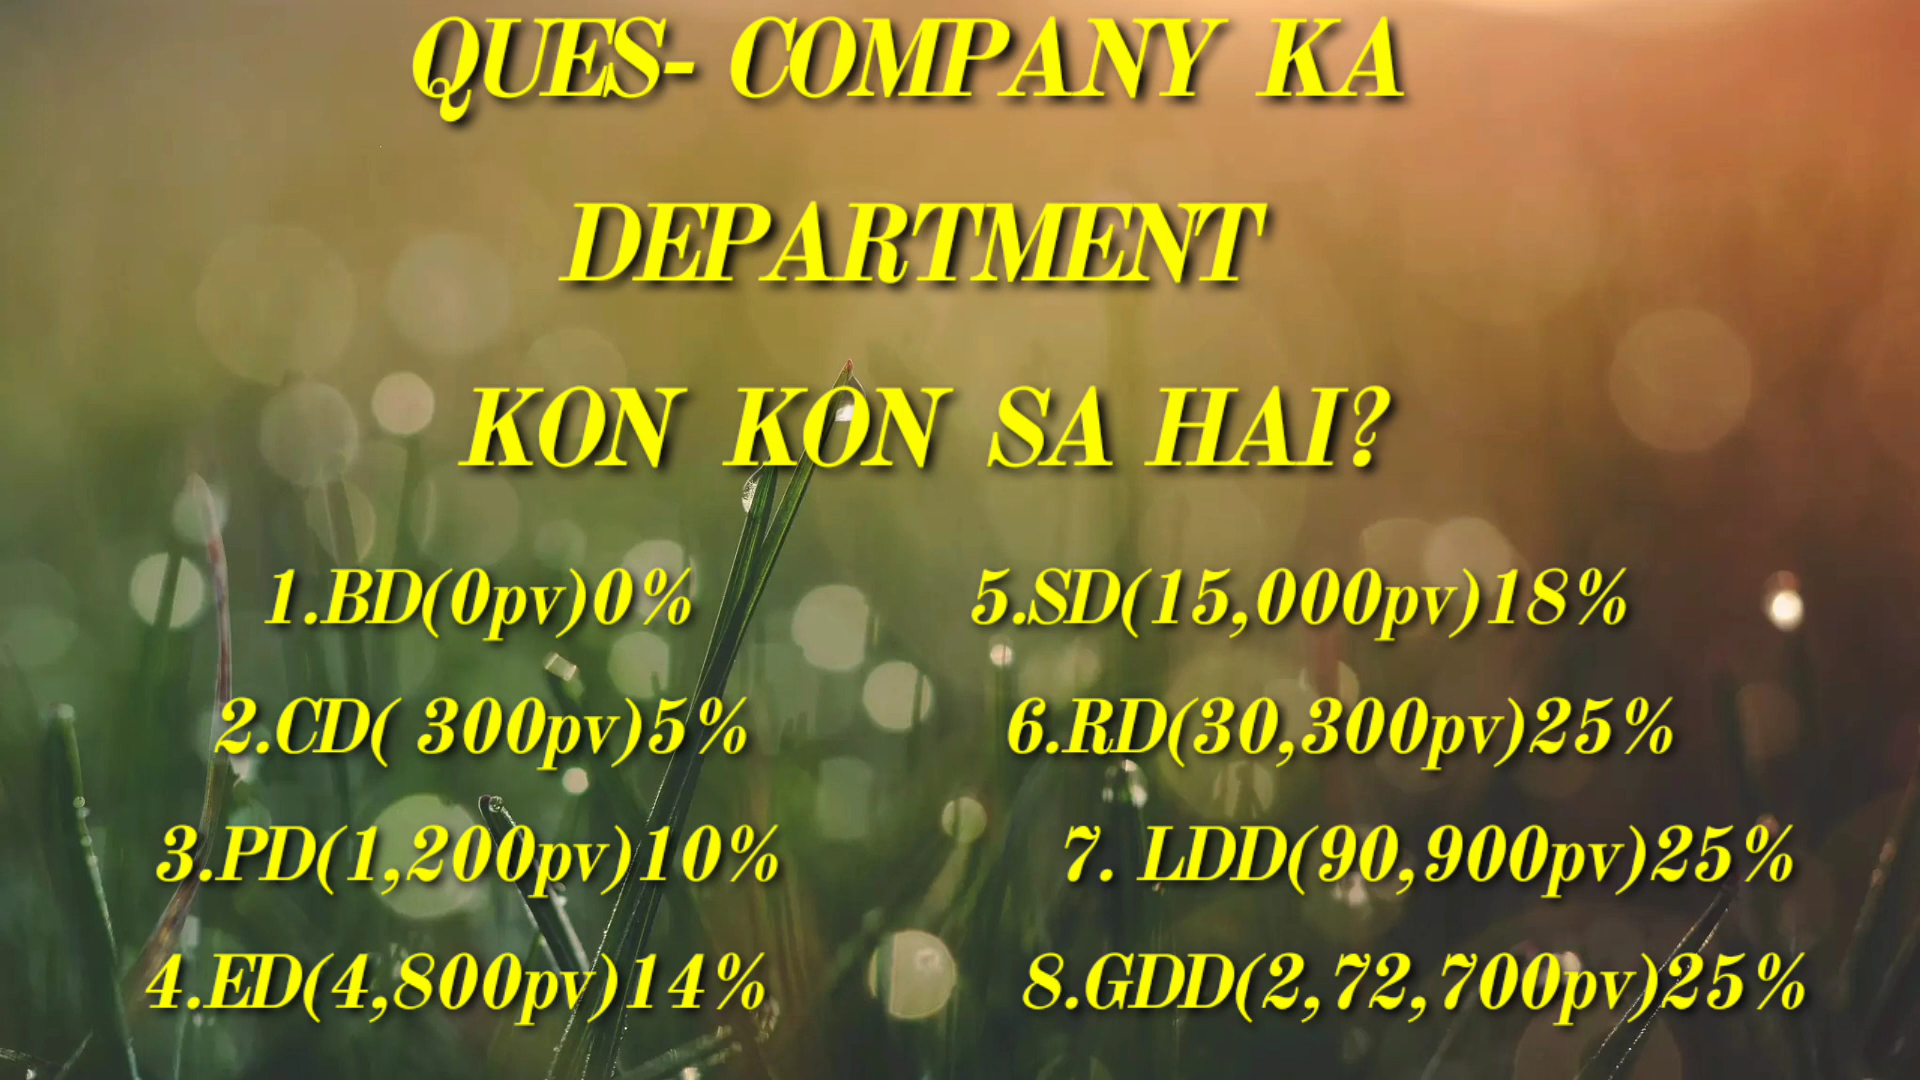 QUES- COMPANY KA
DEPARTMENT
KON KON SA HAI?
1.BD(0pv)0%
2.CD( 300pv)5%
3.PD(1,200pv)10%
4.ED(4,800pv)14%
5.SD(15,000pv)18%
6.RD(30,300pv)25%
7. LDD(90,900pv)25%
8.GDD(2,72,700pv)25%